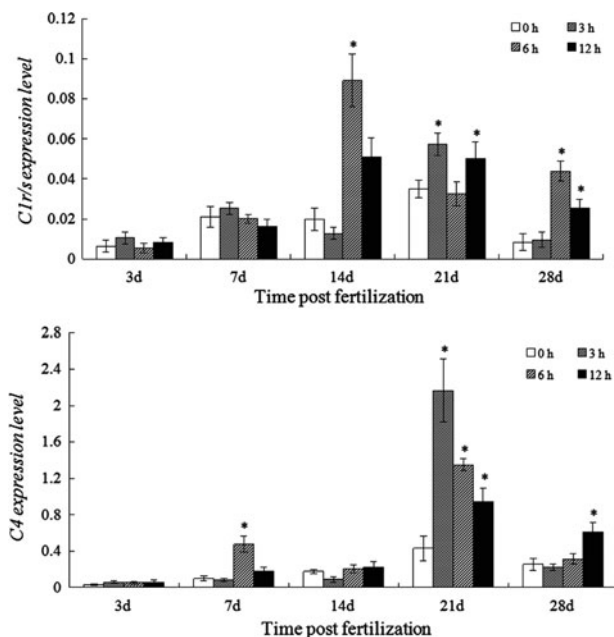 0.12
0.1
0.08
0.06
0.04
0.02
0
C1r/s expression level
0 h 3 h
6 h 12 h
* * * * *
3d 7d 14d 21d 28d
Time post fertilization
2.8
2.4
2
1.6
1.2
0.8
0.4
0
C4 expression level
0 h 3 h
6 h 12 h
* * * * *
3d 7d 14d 21d 28d
Time post fertilization